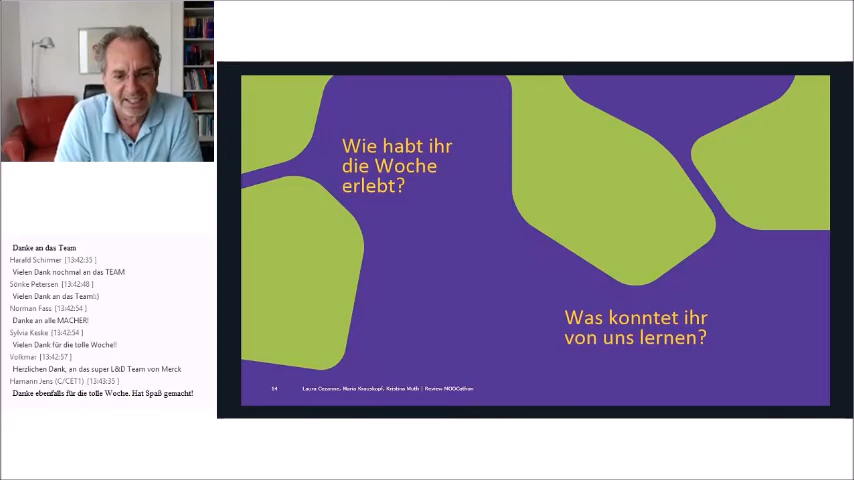 Wie habt ihr
die Woche
erlebt?
Was konntet ihr
von uns lernen?
14 Laura Cezanne, Maria Krauskopf, Kristina Muth | Review MOOCathon
Danke an das Team
Harald Schirmer [13:42:35 ]
Vielen Dank nochmal an das TEAM
Sönke Petersen [13:42:48 ]
Vielen Dank an das Team!:)
Norman Fass [13:42:54 ]
Danke an alle MACHER!
Sylvia Keske [13:42:54 ]
Vielen Dank für die tolle Woche!!
Volkmar [13:42:57 ]
Herzlichen Dank, an das super L&D Team von Merck
Hamann Jens (C/CET1) [13:43:35 ]
Danke ebenfalls für die tolle Woche. Hat Spaß gemacht!